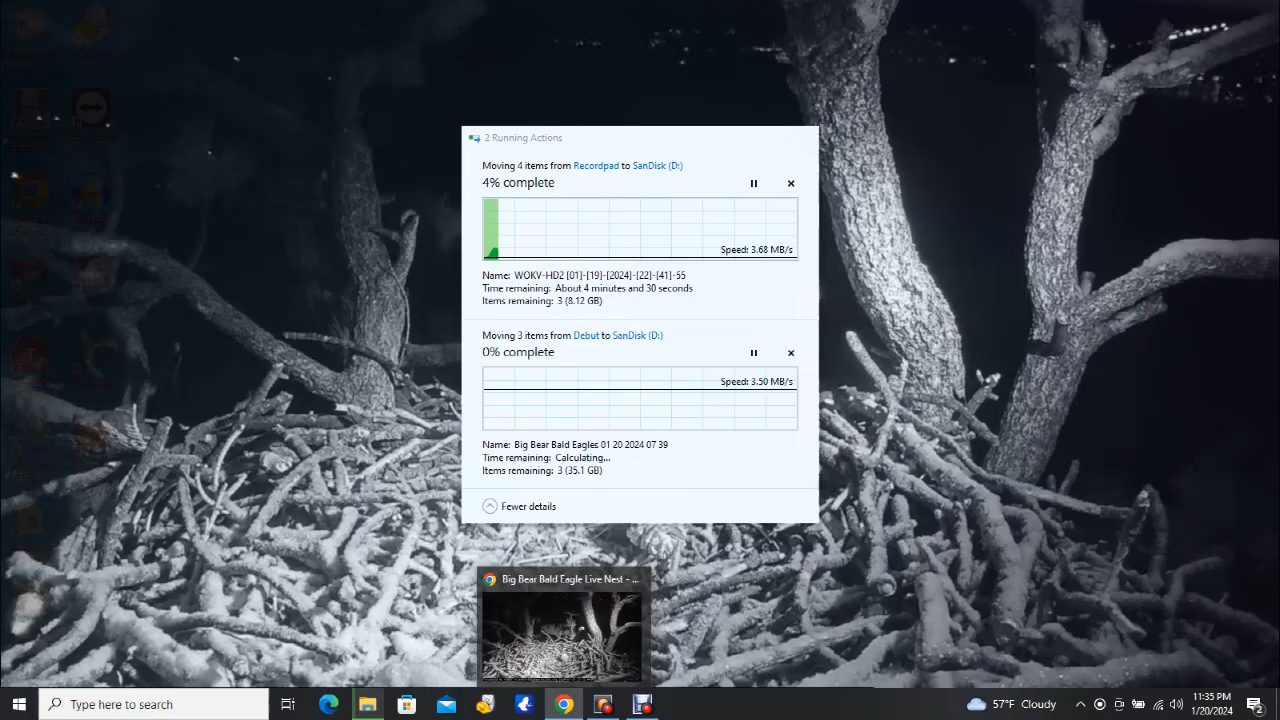 2 Running Actions
Moving 4 items from Recordpad to SanDisk (D:)
4% complete
Speed: 3.68 MB/s
Name: WOKV-HD2 [01]-[19]-[2024]-[22]-[41]-55
Time remaining: About 4 minutes and 30 seconds
Items remaining: 3 (8.12 GB)
Moving 3 items from Debut to SanDisk (D:)
0% complete
Speed: 3.50 MB/s
Name: Big Bear Bald Eagles 01 20 2024 07 39
Time remaining: Calculating...
Items remaining: 3 (35.1 GB)
Fewer details
Big Bear Bald Eagle Live Nest - ...
Type here to search
57°F Cloudy
11:35 PM
1/20/2024
2